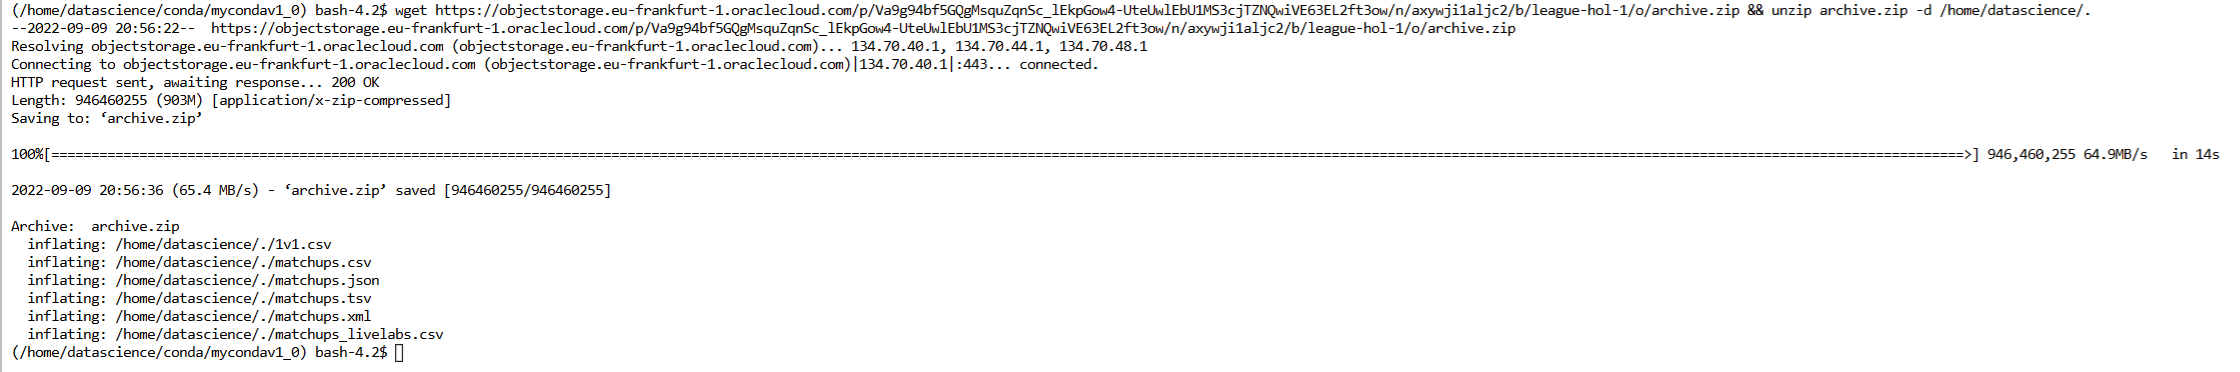 (/home/datascience/conda/mycondav1_0) bash-4.2$ wget https://objectstorage.eu-frankfurt-1.oraclecloud.com/p/Va9g94bf5GQgMsquZqnSc_lEkpGow4-UteUwlEbU1MS3cjTZNQwiVE63EL2ft3ow/n/axywji1aljc2/b/league-hol-1/o/archive.zip && unzip archive.zip -d /home/datascience/.
--2022-09-09 20:56:22--  https://objectstorage.eu-frankfurt-1.oraclecloud.com/p/Va9g94bf5GQgMsquZqnSc_lEkpGow4-UteUwlEbU1MS3cjTZNQwiVE63EL2ft3ow/n/axywji1aljc2/b/league-hol-1/o/archive.zip
Resolving objectstorage.eu-frankfurt-1.oraclecloud.com (objectstorage.eu-frankfurt-1.oraclecloud.com)... 134.70.40.1, 134.70.44.1, 134.70.48.1
Connecting to objectstorage.eu-frankfurt-1.oraclecloud.com (objectstorage.eu-frankfurt-1.oraclecloud.com)|134.70.40.1|:443... connected.
HTTP request sent, awaiting response... 200 OK
Length: 946460255 (903M) [application/x-zip-compressed]
Saving to: ‘archive.zip’
100%[==============================================================================================================================================================================================================================================>] 946,460,255 64.9MB/s   in 14s
2022-09-09 20:56:36 (65.4 MB/s) - ‘archive.zip’ saved [946460255/946460255]
Archive:  archive.zip
  inflating: /home/datascience/./1v1.csv
  inflating: /home/datascience/./matchups.csv
  inflating: /home/datascience/./matchups.json
  inflating: /home/datascience/./matchups.tsv
  inflating: /home/datascience/./matchups.xml
  inflating: /home/datascience/./matchups_livelabs.csv
(/home/datascience/conda/mycondav1_0) bash-4.2$